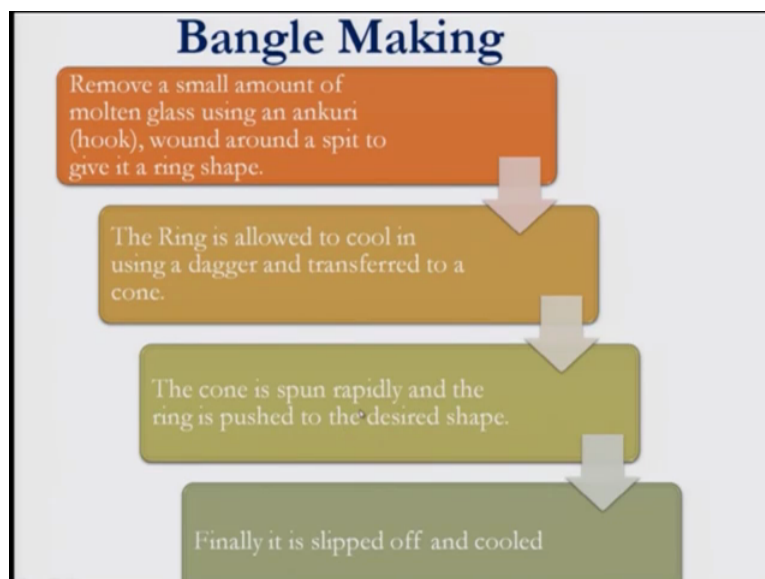 Bangle Making
Remove a small amount of
molten glass using an ankuri
(hook), wound around a spit to
give it a ring shape.
The Ring is allowed to cool in
using a dagger and transferred to a
cone.
The cone is spun rapidly and the
ring is pushed to the desired shape.
Finally it is slipped off and cooled